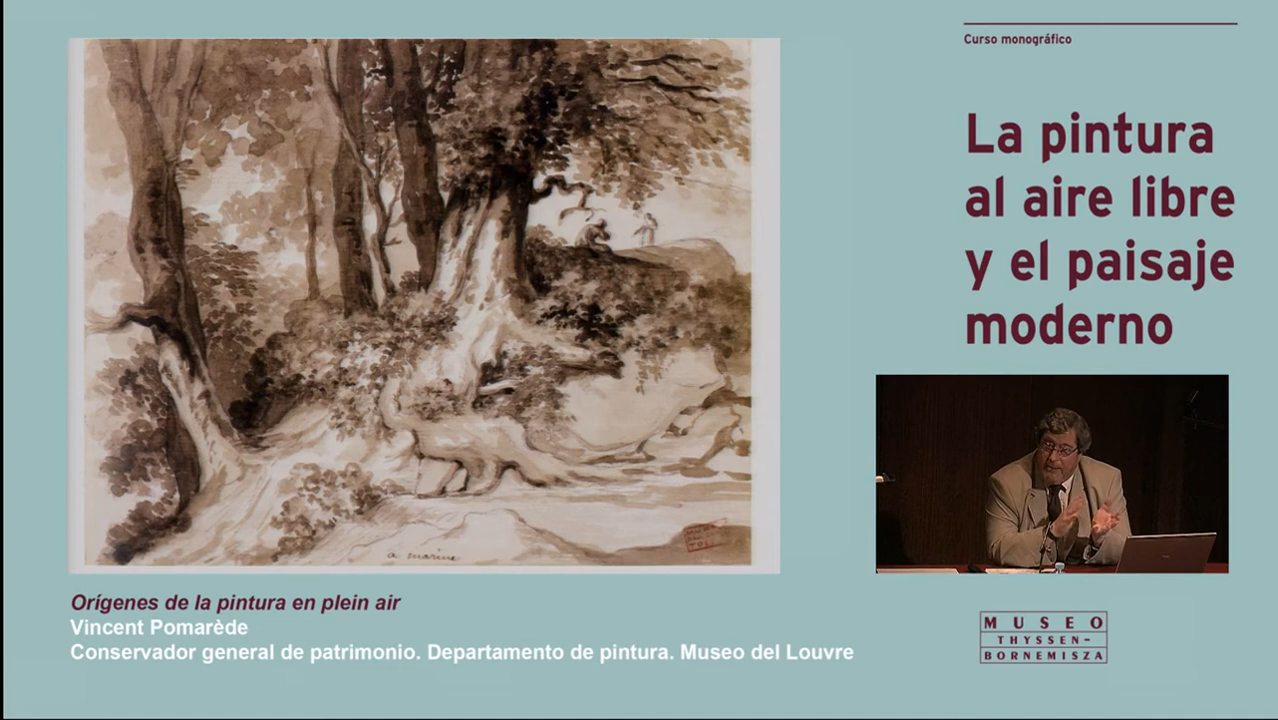 Curso monográfico
La pintura
al aire libre
y el paisaje
moderno
a marine
Orígenes de la pintura en plein air
Vincent Pomarède
Conservador general de patrimonio. Departamento de pintura. Museo del Louvre
MUSEO
THYSSEN-
BORNEMISZA